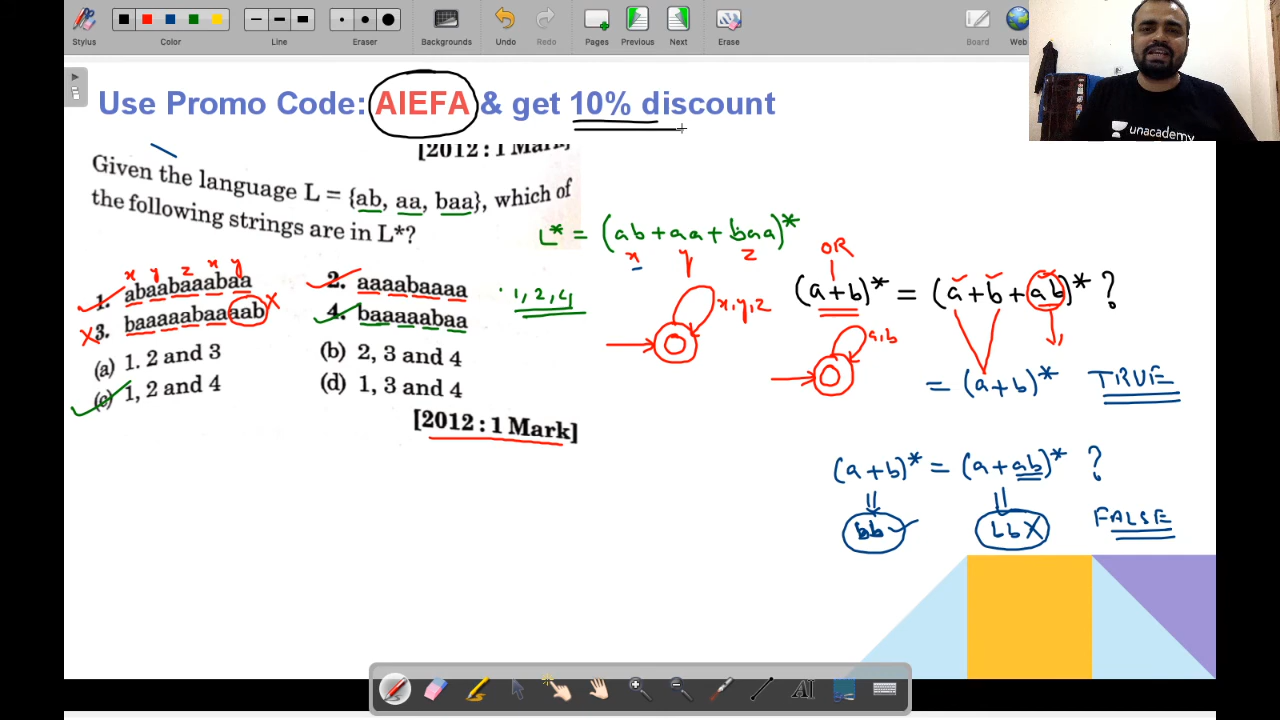 Stylus Color Line Eraser Backgrounds Undo Redo Pages Previous Next Erase Board Web
Use Promo Code: AIEFA & get 10% discount
unacademy
[2012 : 1 Mark]
Given the language L = {ab, aa, baa}, which of
the following strings are in L*?
L* = (ab + aa + baa)*
x y z
x y z x y
1. abaabaaabaa 2. aaaabaaaa
X3. baaaaabaaaab X 4. baaaaabaa
1, 2, 4
(a) 1. 2 and 3 (b) 2, 3 and 4
(c) 1, 2 and 4 (d) 1, 3 and 4
[2012 : 1 Mark]
x, y, z
OR
(a + b)* = (a + b + ab)* ?
a, b
= (a + b)* TRUE
(a + b)* = (a + ab)* ?
bb bb X FALSE